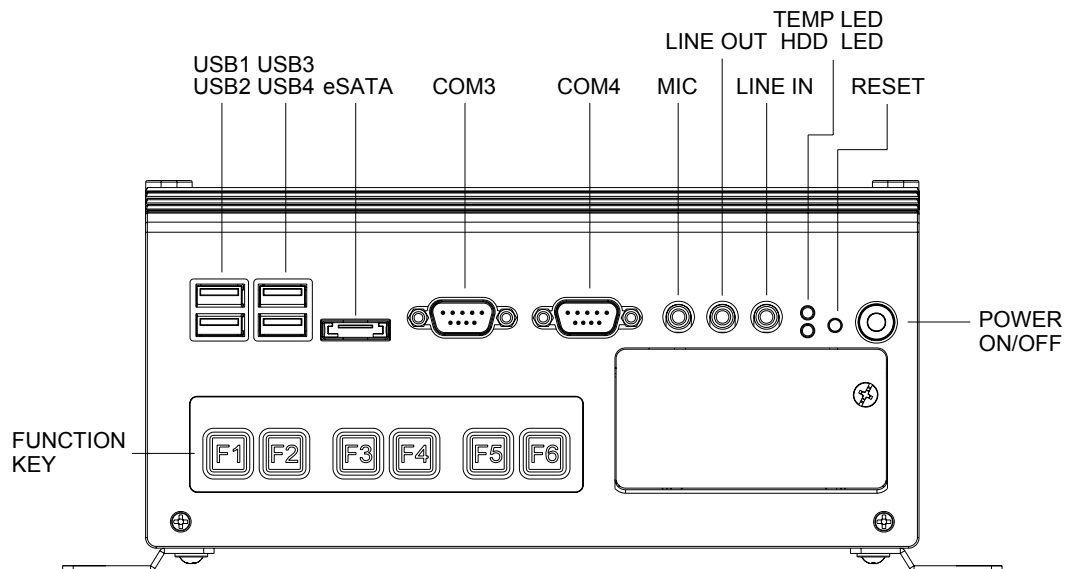 TEMP LED
LINE OUT HDD LED
USB1 USB3
USB2 USB4 eSATA COM3 COM4 MIC LINE IN RESET
POWER
ON/OFF
FUNCTION
KEY
F1 F2 F3 F4 F5 F6